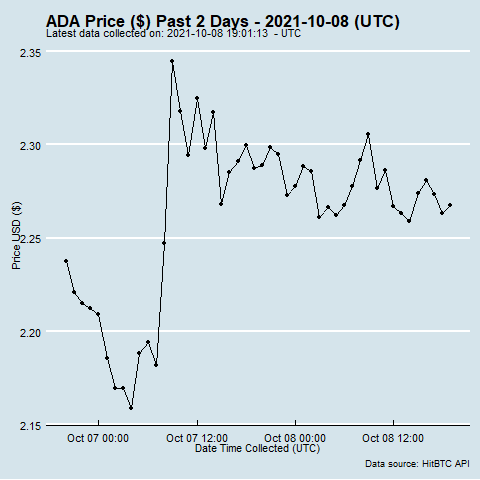 ADA Price ($) Past 2 Days - 2021-10-08 (UTC)
Latest data collected on: 2021-10-08 19:01:13 - UTC
2.35
2.30
2.25
2.20
2.15
Price USD ($)
Oct 07 00:00
Oct 07 12:00
Oct 08 00:00
Oct 08 12:00
Date Time Collected (UTC)
Data source: HitBTC API